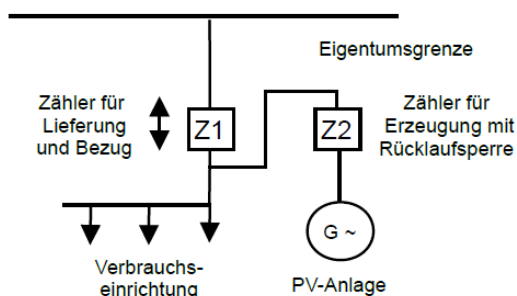 Eigentumsgrenze
Zähler für
Lieferung
und Bezug
Z1
Z2
Zähler für
Erzeugung mit
Rücklaufsperre
G ~
Verbrauchs-
einrichtung
PV-Anlage